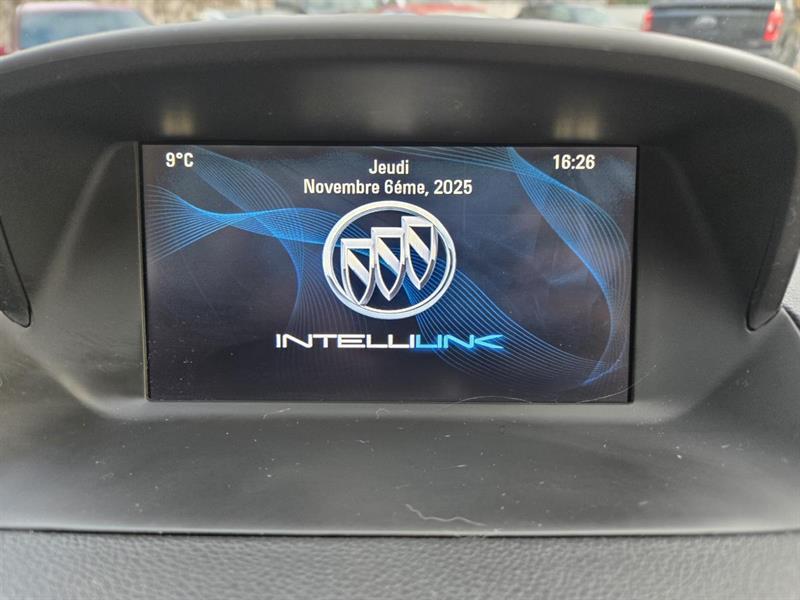 9°C
Jeudi
16:26
Novembre 6éme, 2025
INTELLILINK